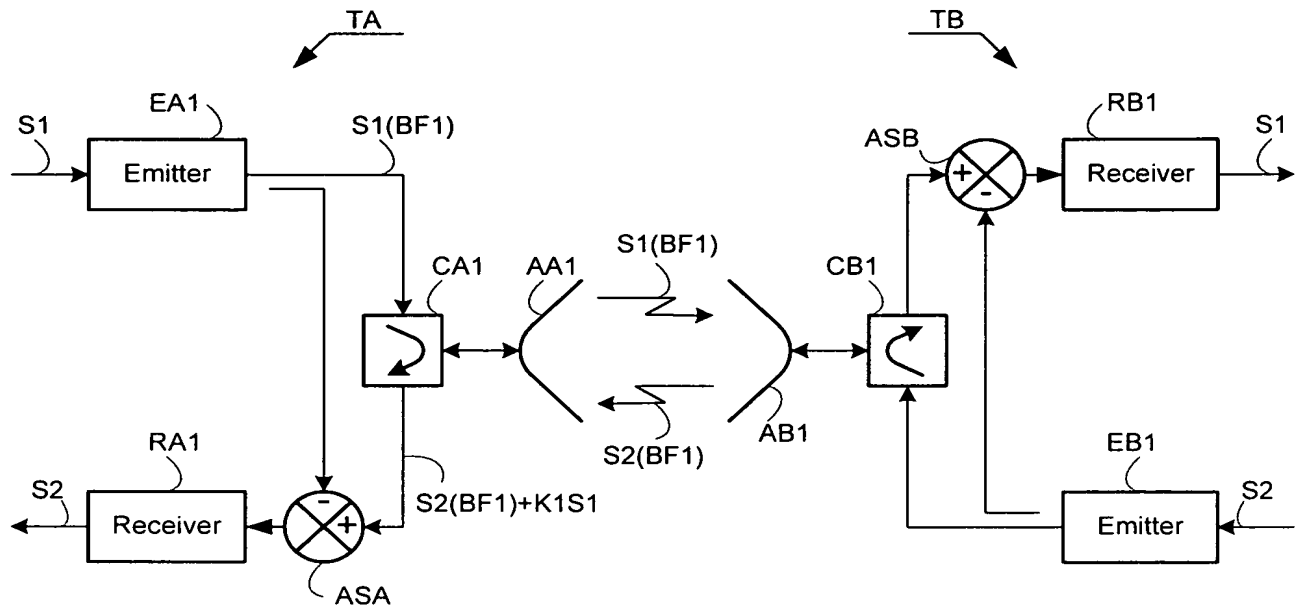 TA
TB
EA1
S1
Emitter
S1(BF1)
ASB
RB1
S1
+
-
Receiver
CA1
AA1
S1(BF1)
CB1
RA1
S2
Receiver
-
+
S2(BF1)+K1S1
ASA
S2(BF1)
AB1
EB1
S2
Emitter